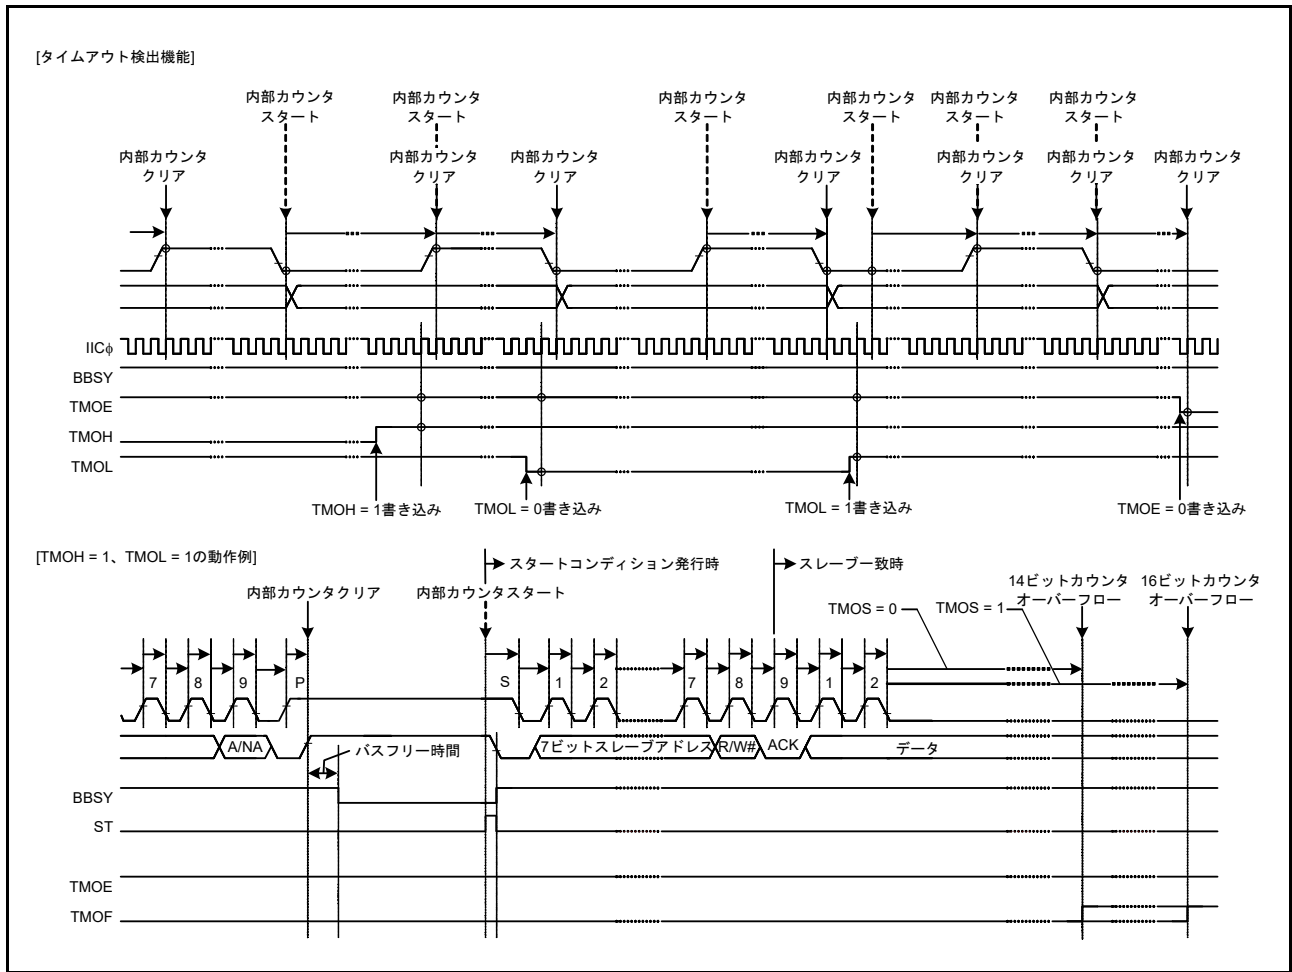 [タイムアウト検出機能]
内部カウンタ
スタート
内部カウンタ
スタート
内部カウンタ
スタート
内部カウンタ
スタート
内部カウンタ
スタート
内部カウンタ
スタート
内部カウンタ
クリア
内部カウンタ
クリア
内部カウンタ
クリア
内部カウンタ
クリア
内部カウンタ
クリア
内部カウンタ
クリア
内部カウンタ
クリア
IICφ
BBSY
TMOE
TMOH
TMOL
TMOH = 1書き込み
TMOL = 0書き込み
TMOL = 1書き込み
TMOE = 0書き込み
[TMOH = 1、TMOL = 1の動作例]
スタートコンディション発行時
スレーブ一致時
内部カウンタクリア
内部カウンタスタート
14ビットカウンタ
オーバーフロー
16ビットカウンタ
オーバーフロー
TMOS = 0
TMOS = 1
7 8 9 P S 1 2 7 8 9 1 2
A/NA
バスフリー時間
7ビットスレーブアドレス
R/W#
ACK
データ
BBSY
ST
TMOE
TMOF